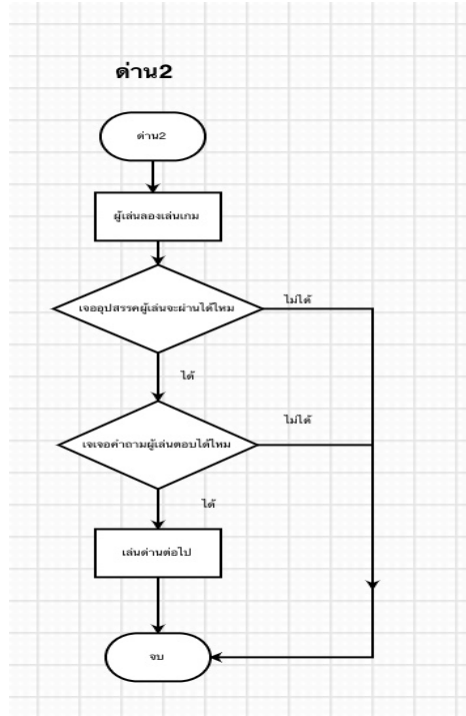 ด่าน2
ด่าน2
ผู้เล่นลองเล่นเกม
เจออุปสรรคผู้เล่นจะผ่านได้ไหม
ไม่ได้
ได้
เจเจอคำถามผู้เล่นตอบได้ไหม
ไม่ได้
ได้
เล่นด่านต่อไป
จบ